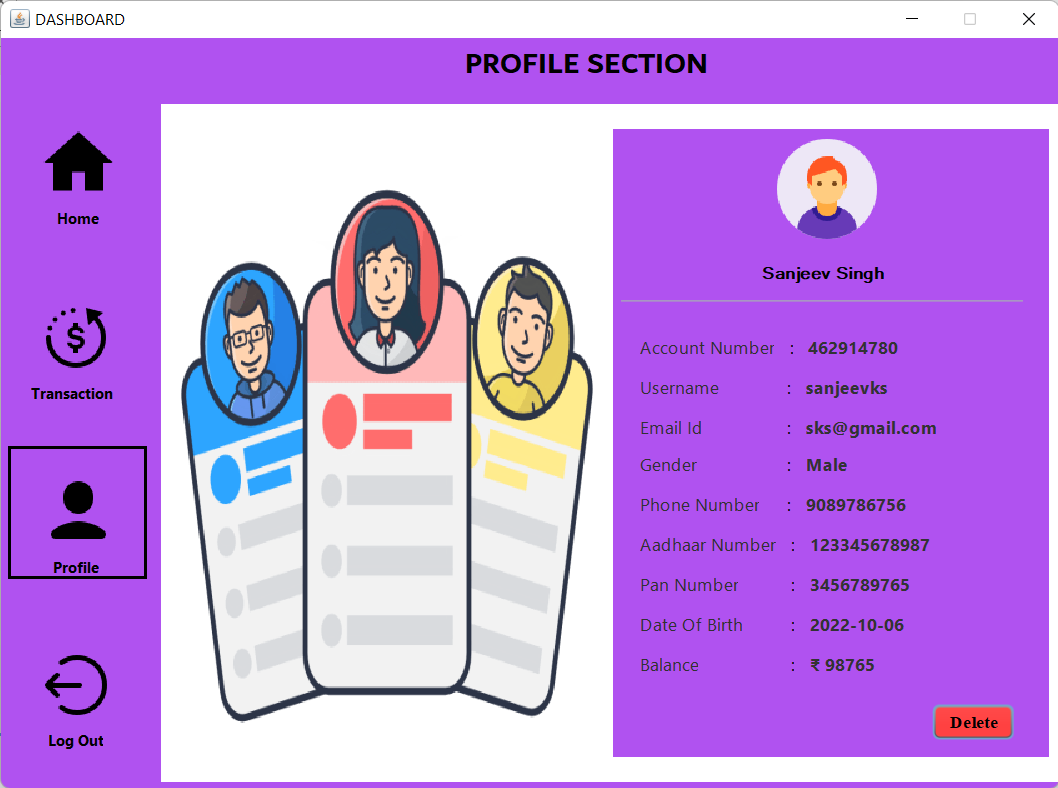 DASHBOARD
PROFILE SECTION
Home
Transaction
Profile
Log Out
Sanjeev Singh
Account Number : 462914780
Username : sanjeevks
Email Id : sks@gmail.com
Gender : Male
Phone Number : 9089786756
Aadhaar Number : 123345678987
Pan Number : 3456789765
Date Of Birth : 2022-10-06
Balance : ₹ 98765
Delete